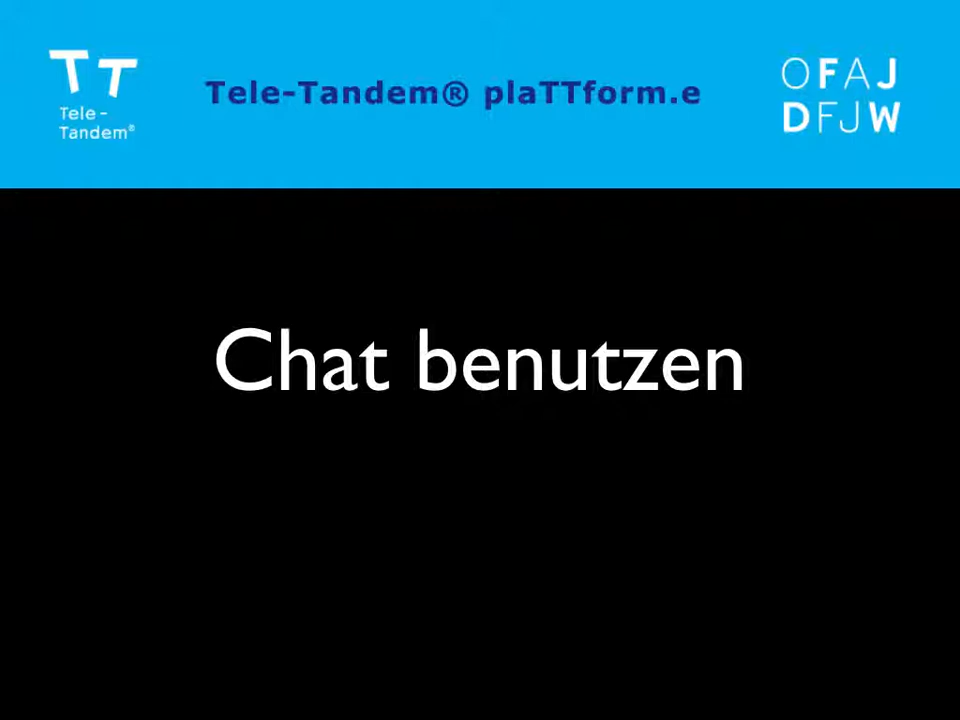 TT
Tele-
Tandem®
Tele-Tandem® plaTTform.e
OFAJ
DFJW
Chat benutzen